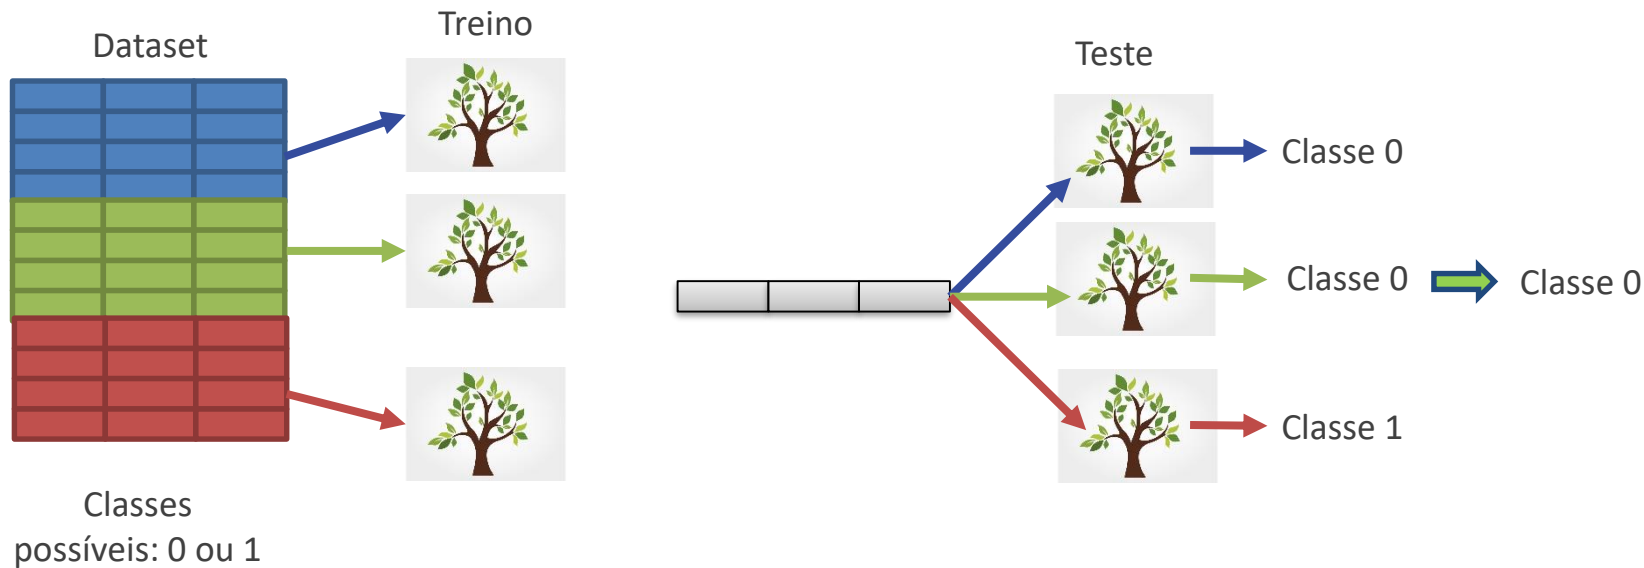 Dataset
Treino
Classes
possíveis: 0 ou 1
Teste
Classe 0
Classe 0
Classe 0
Classe 1